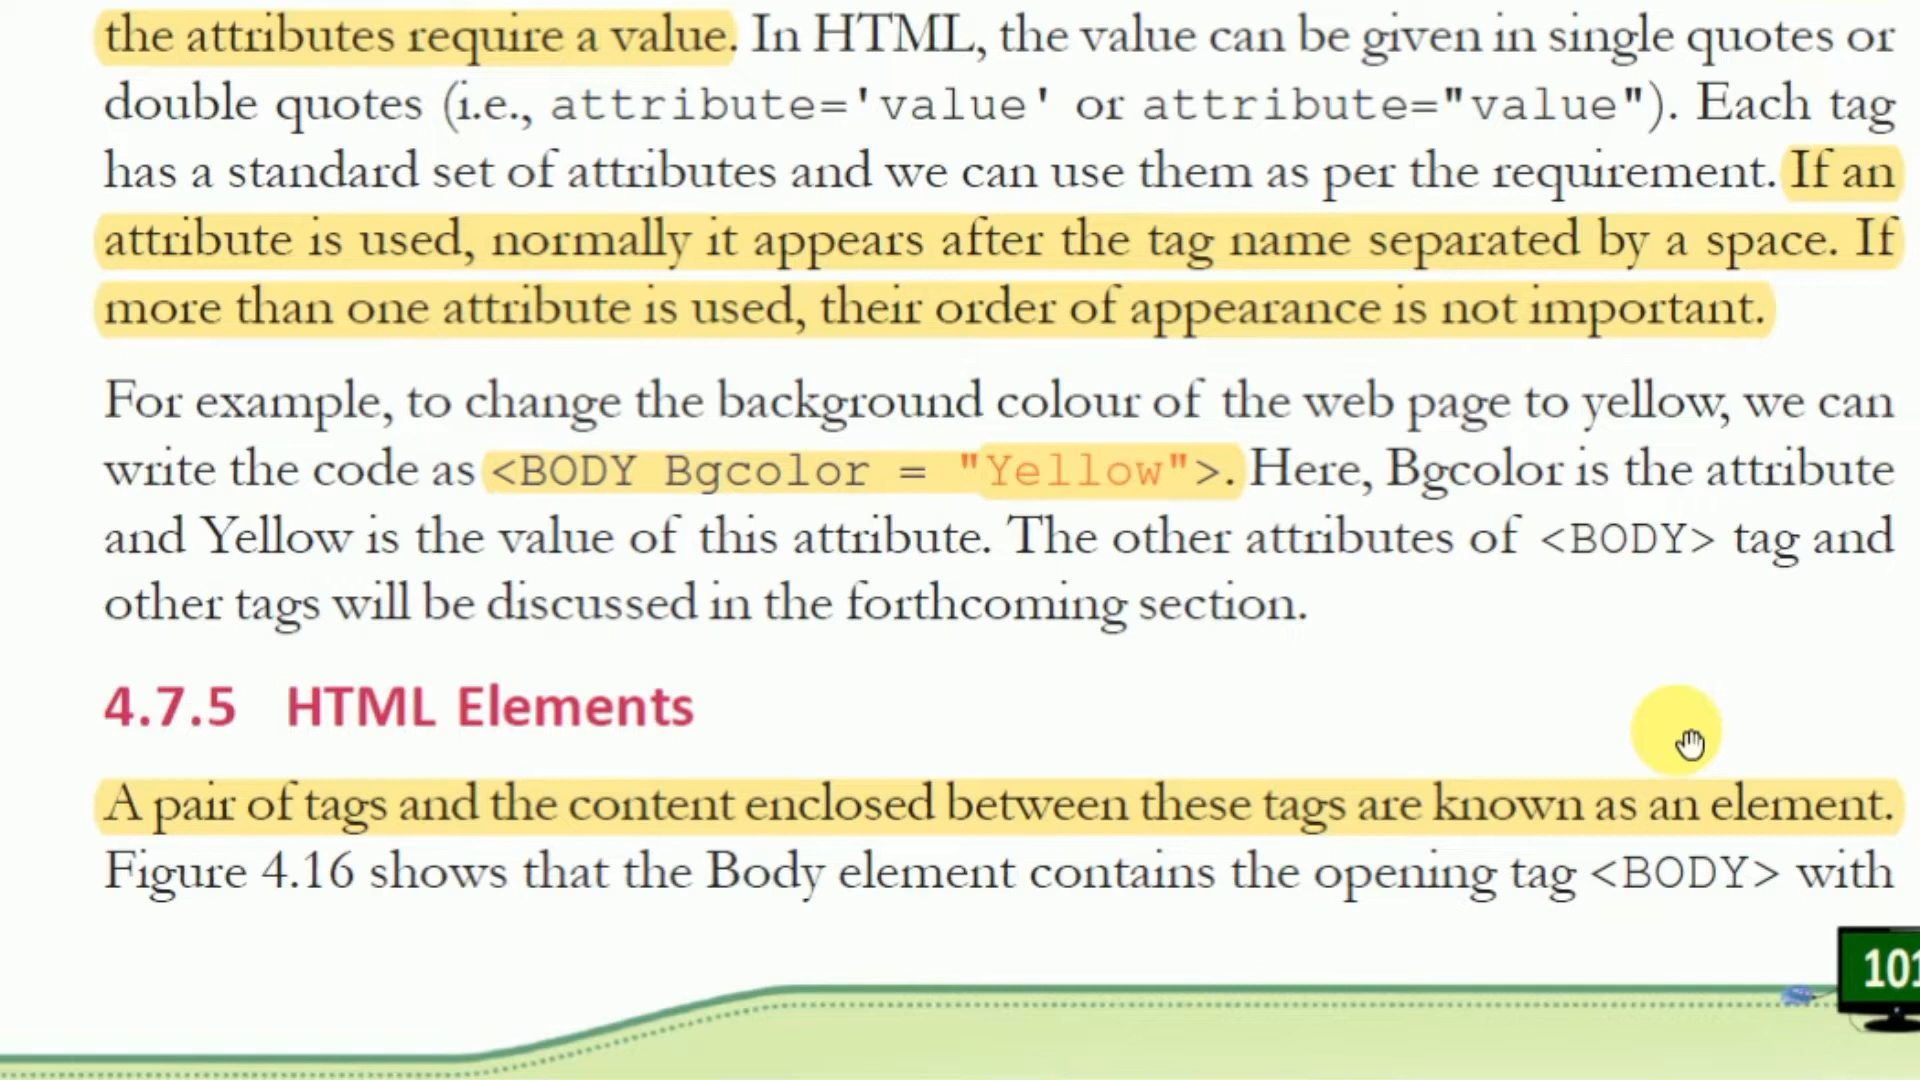 the attributes require a value. In HTML, the value can be given in single quotes or
double quotes (i.e., attribute='value' or attribute="value"). Each tag
has a standard set of attributes and we can use them as per the requirement. If an
attribute is used, normally it appears after the tag name separated by a space. If
more than one attribute is used, their order of appearance is not important.
For example, to change the background colour of the web page to yellow, we can
write the code as <BODY Bgcolor = "Yellow">. Here, Bgcolor is the attribute
and Yellow is the value of this attribute. The other attributes of <BODY> tag and
other tags will be discussed in the forthcoming section.
4.7.5 HTML Elements
A pair of tags and the content enclosed between these tags are known as an element.
Figure 4.16 shows that the Body element contains the opening tag <BODY> with
101